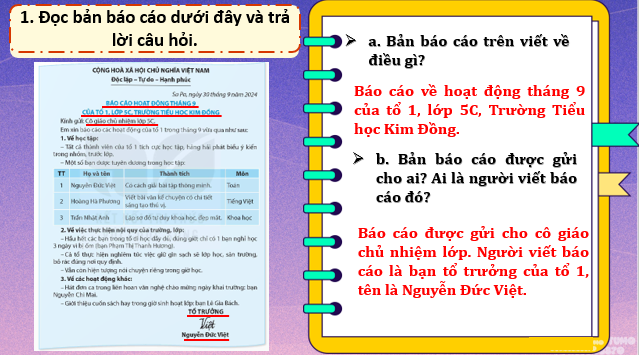 1. Đọc bản báo cáo dưới đây và trả
lời câu hỏi.
CỘNG HOÀ XÃ HỘI CHỦ NGHĨA VIỆT NAM
Độc lập – Tự do – Hạnh phúc
Sa Pa, ngày 30 tháng 9 năm 2024
BÁO CÁO HOẠT ĐỘNG THÁNG 9
CỦA TỔ 1, LỚP 5C, TRƯỜNG TIỂU HỌC KIM ĐỒNG
Kính gửi: Cô giáo chủ nhiệm lớp 5C,
Em xin báo cáo các hoạt động của tổ 1 trong tháng 9 vừa qua như sau:
1. Về học tập:
– Tất cả thành viên của tổ 1 tích cực học tập, hăng hái phát biểu ý kiến
trong nhóm, trước lớp.
– Một số bạn được tuyên dương trong học tập:
TT Họ và tên Thành tích Môn
1 Nguyễn Đức Việt Có cách giải bài tập thông minh. Toán
2 Hoàng Hà Phương Viết bài văn kể chuyện có chi tiết
sáng tạo thú vị. Tiếng Việt
3 Trần Nhật Anh Lập sơ đồ tư duy khoa học, đẹp mắt. Khoa học
2. Về việc thực hiện nội quy của trường, lớp:
– Hầu hết các bạn trong tổ đi học đầy đủ, đúng giờ; chỉ có 1 bạn nghỉ học
3 ngày vì bị ốm (bạn Phạm Thị Thanh Hương).
– Cả tổ thực hiện nghiêm túc việc giữ gìn sạch sẽ lớp học, sân trường,
bỏ rác đúng nơi quy định.
– Vẫn còn hiện tượng nói chuyện riêng trong giờ học.
3. Về các hoạt động khác:
– Hát đơn ca trong liên hoan văn nghệ chào mừng ngày khai trường: bạn
Nguyễn Chi Mai.
– Giới thiệu cuốn sách hay trong giờ sinh hoạt lớp: bạn Lê Gia Bách.
TỔ TRƯỞNG
Việt
Nguyễn Đức Việt
a. Bản báo cáo trên viết về
điều gì?
Báo cáo về hoạt động tháng 9
của tổ 1, lớp 5C, Trường Tiểu
học Kim Đồng.
b. Bản báo cáo được gửi
cho ai? Ai là người viết báo
cáo đó?
Báo cáo được gửi cho cô giáo
chủ nhiệm lớp. Người viết báo
cáo là bạn tổ trưởng của tổ 1,
tên là Nguyễn Đức Việt.